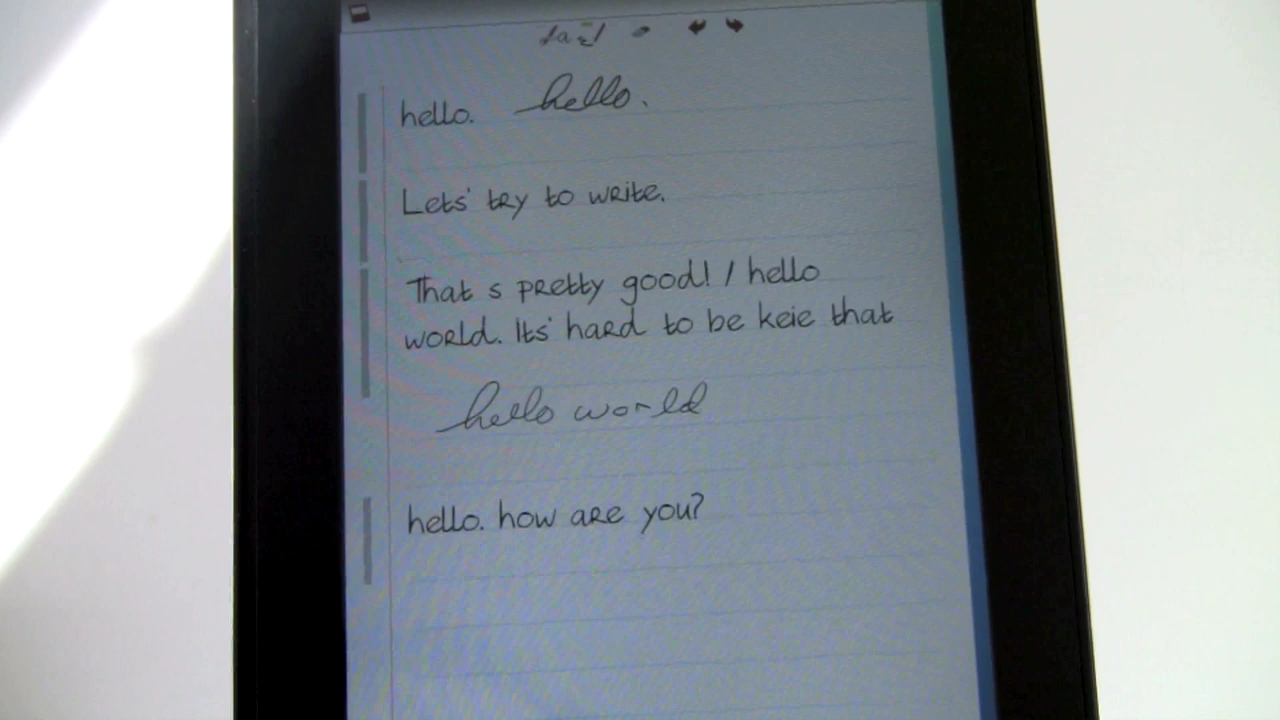 hello. hello.
Lets' try to write.
That s pretty good! / hello
world. Its' hard to be keie that
hello world
hello. how are you?